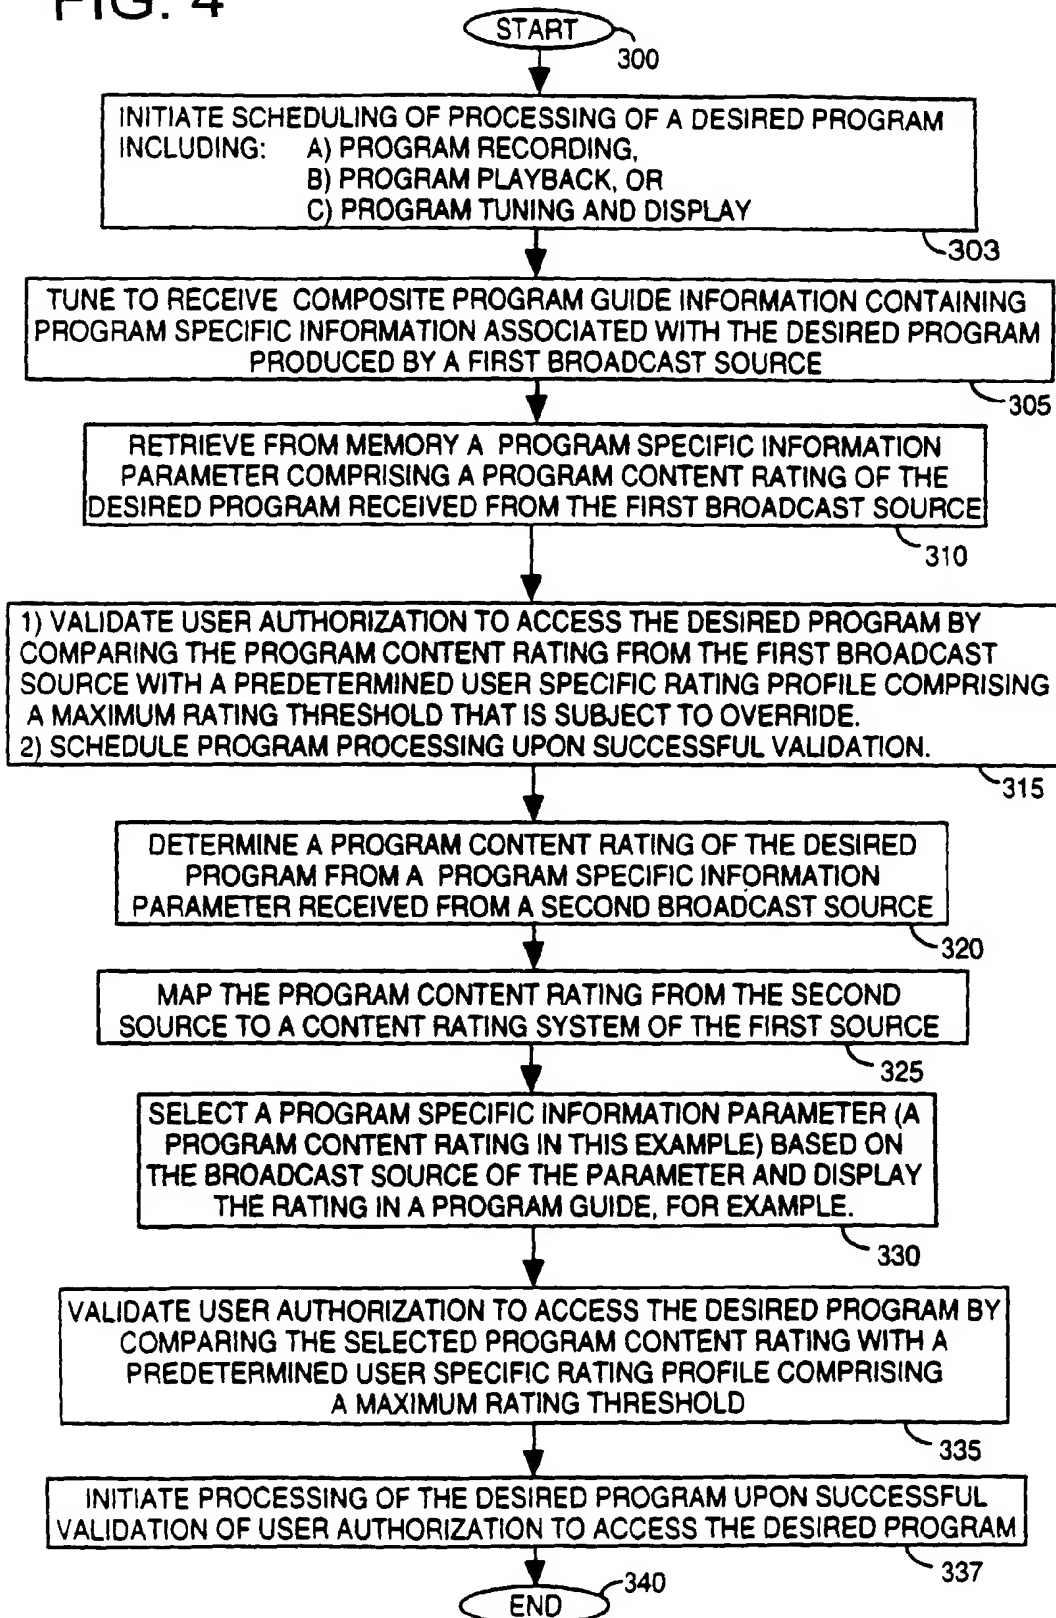 FIG. 4
START
300
INITIATE SCHEDULING OF PROCESSING OF A DESIRED PROGRAM
INCLUDING: A) PROGRAM RECORDING,
B) PROGRAM PLAYBACK, OR
C) PROGRAM TUNING AND DISPLAY
303
TUNE TO RECEIVE COMPOSITE PROGRAM GUIDE INFORMATION CONTAINING
PROGRAM SPECIFIC INFORMATION ASSOCIATED WITH THE DESIRED PROGRAM
PRODUCED BY A FIRST BROADCAST SOURCE
305
RETRIEVE FROM MEMORY A PROGRAM SPECIFIC INFORMATION
PARAMETER COMPRISING A PROGRAM CONTENT RATING OF THE
DESIRED PROGRAM RECEIVED FROM THE FIRST BROADCAST SOURCE
310
1) VALIDATE USER AUTHORIZATION TO ACCESS THE DESIRED PROGRAM BY
COMPARING THE PROGRAM CONTENT RATING FROM THE FIRST BROADCAST
SOURCE WITH A PREDETERMINED USER SPECIFIC RATING PROFILE COMPRISING
A MAXIMUM RATING THRESHOLD THAT IS SUBJECT TO OVERRIDE.
2) SCHEDULE PROGRAM PROCESSING UPON SUCCESSFUL VALIDATION.
315
DETERMINE A PROGRAM CONTENT RATING OF THE DESIRED
PROGRAM FROM A PROGRAM SPECIFIC INFORMATION
PARAMETER RECEIVED FROM A SECOND BROADCAST SOURCE
320
MAP THE PROGRAM CONTENT RATING FROM THE SECOND
SOURCE TO A CONTENT RATING SYSTEM OF THE FIRST SOURCE
325
SELECT A PROGRAM SPECIFIC INFORMATION PARAMETER (A
PROGRAM CONTENT RATING IN THIS EXAMPLE) BASED ON
THE BROADCAST SOURCE OF THE PARAMETER AND DISPLAY
THE RATING IN A PROGRAM GUIDE, FOR EXAMPLE.
330
VALIDATE USER AUTHORIZATION TO ACCESS THE DESIRED PROGRAM BY
COMPARING THE SELECTED PROGRAM CONTENT RATING WITH A
PREDETERMINED USER SPECIFIC RATING PROFILE COMPRISING
A MAXIMUM RATING THRESHOLD
335
INITIATE PROCESSING OF THE DESIRED PROGRAM UPON SUCCESSFUL
VALIDATION OF USER AUTHORIZATION TO ACCESS THE DESIRED PROGRAM
337
340
END